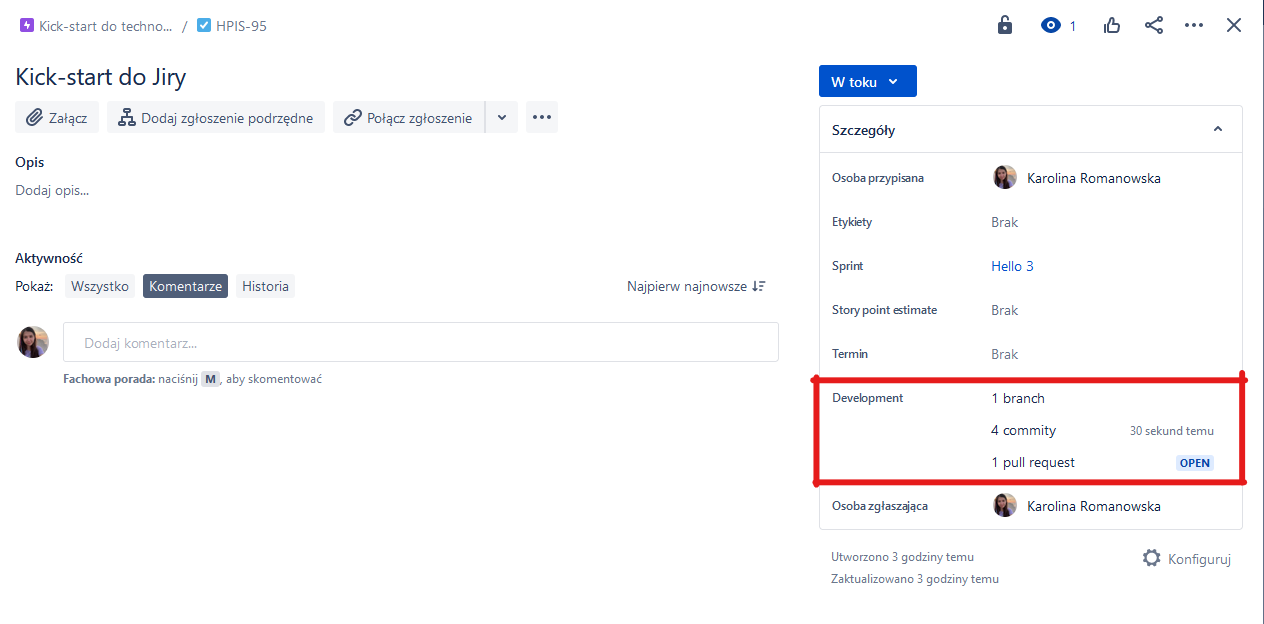 Kick-start do techno... / HPIS-95
1
Kick-start do Jiry
Załącz
Dodaj zgłoszenie podrzędne
Połącz zgłoszenie
Opis
Dodaj opis...
Aktywność
Pokaż: Wszystko Komentarze Historia
Najpierw najnowsze
Dodaj komentarz...
Fachowa porada: naciśnij M, aby skomentować
W toku
Szczegóły
Osoba przypisana Karolina Romanowska
Etykiety Brak
Sprint Hello 3
Story point estimate Brak
Termin Brak
Development 1 branch
4 commity 30 sekund temu
1 pull request OPEN
Osoba zgłaszająca Karolina Romanowska
Utworzono 3 godziny temu
Zaktualizowano 3 godziny temu
Konfiguruj